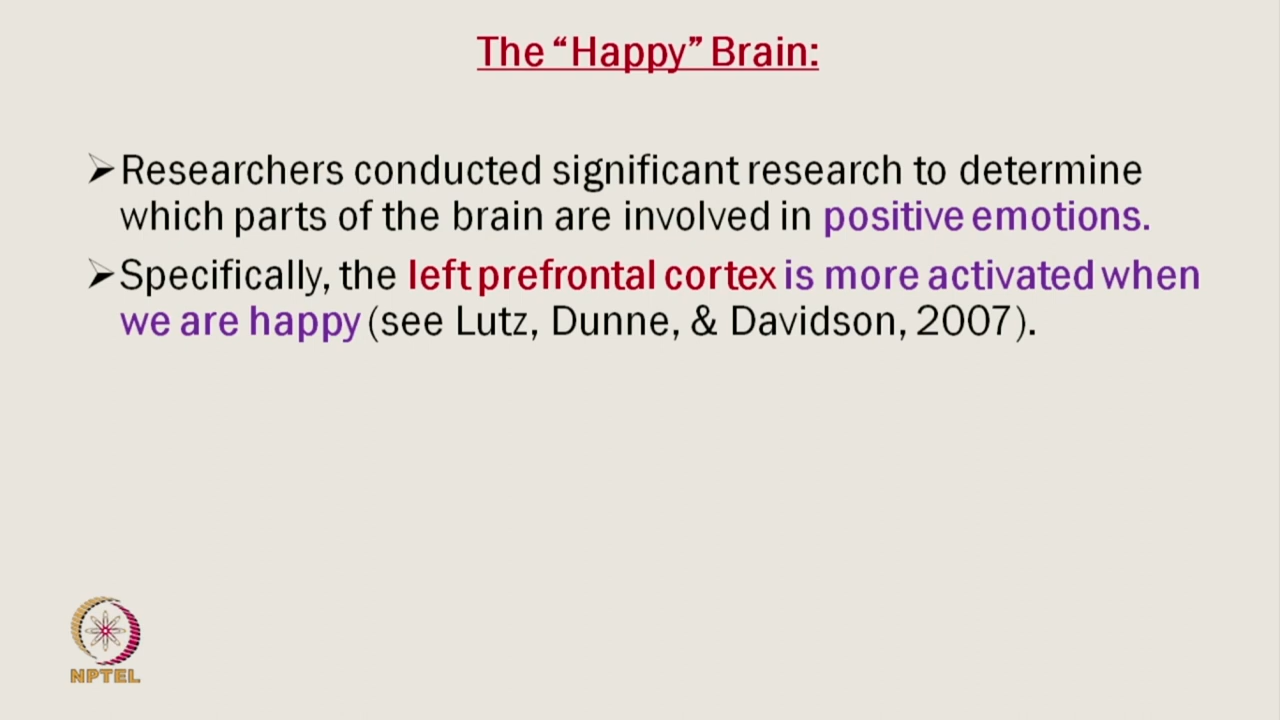 The “Happy” Brain:
➢Researchers conducted significant research to determine
which parts of the brain are involved in positive emotions.
➢Specifically, the left prefrontal cortex is more activated when
we are happy (see Lutz, Dunne, & Davidson, 2007).
NPTEL